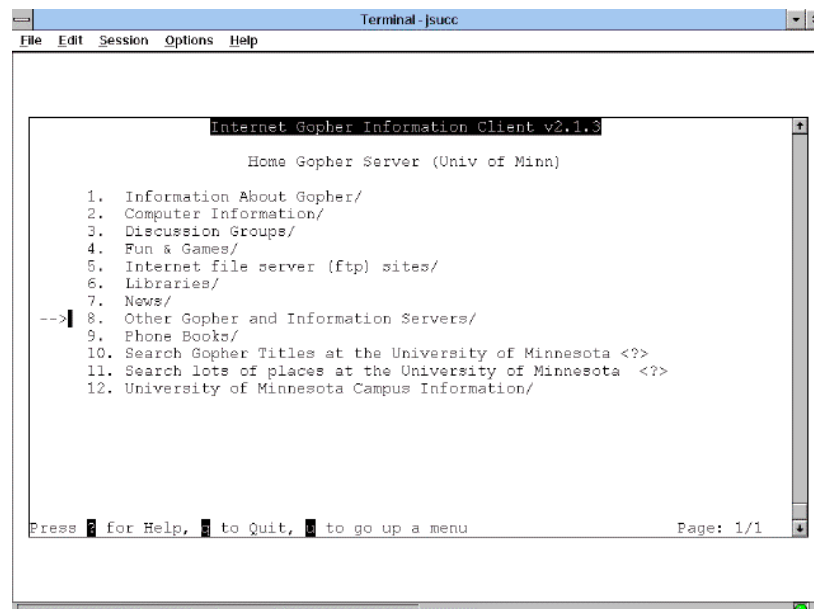 Terminal - jsucc
File Edit Session Options Help
Internet Gopher Information Client v2.1.3
Home Gopher Server (Univ of Minn)
1. Information About Gopher/
2. Computer Information/
3. Discussion Groups/
4. Fun & Games/
5. Internet file server (ftp) sites/
6. Libraries/
7. News/
--> 8. Other Gopher and Information Servers/
9. Phone Books/
10. Search Gopher Titles at the University of Minnesota <?>
11. Search lots of places at the University of Minnesota <?>
12. University of Minnesota Campus Information/
Press ? for Help, q to Quit, u to go up a menu Page: 1/1